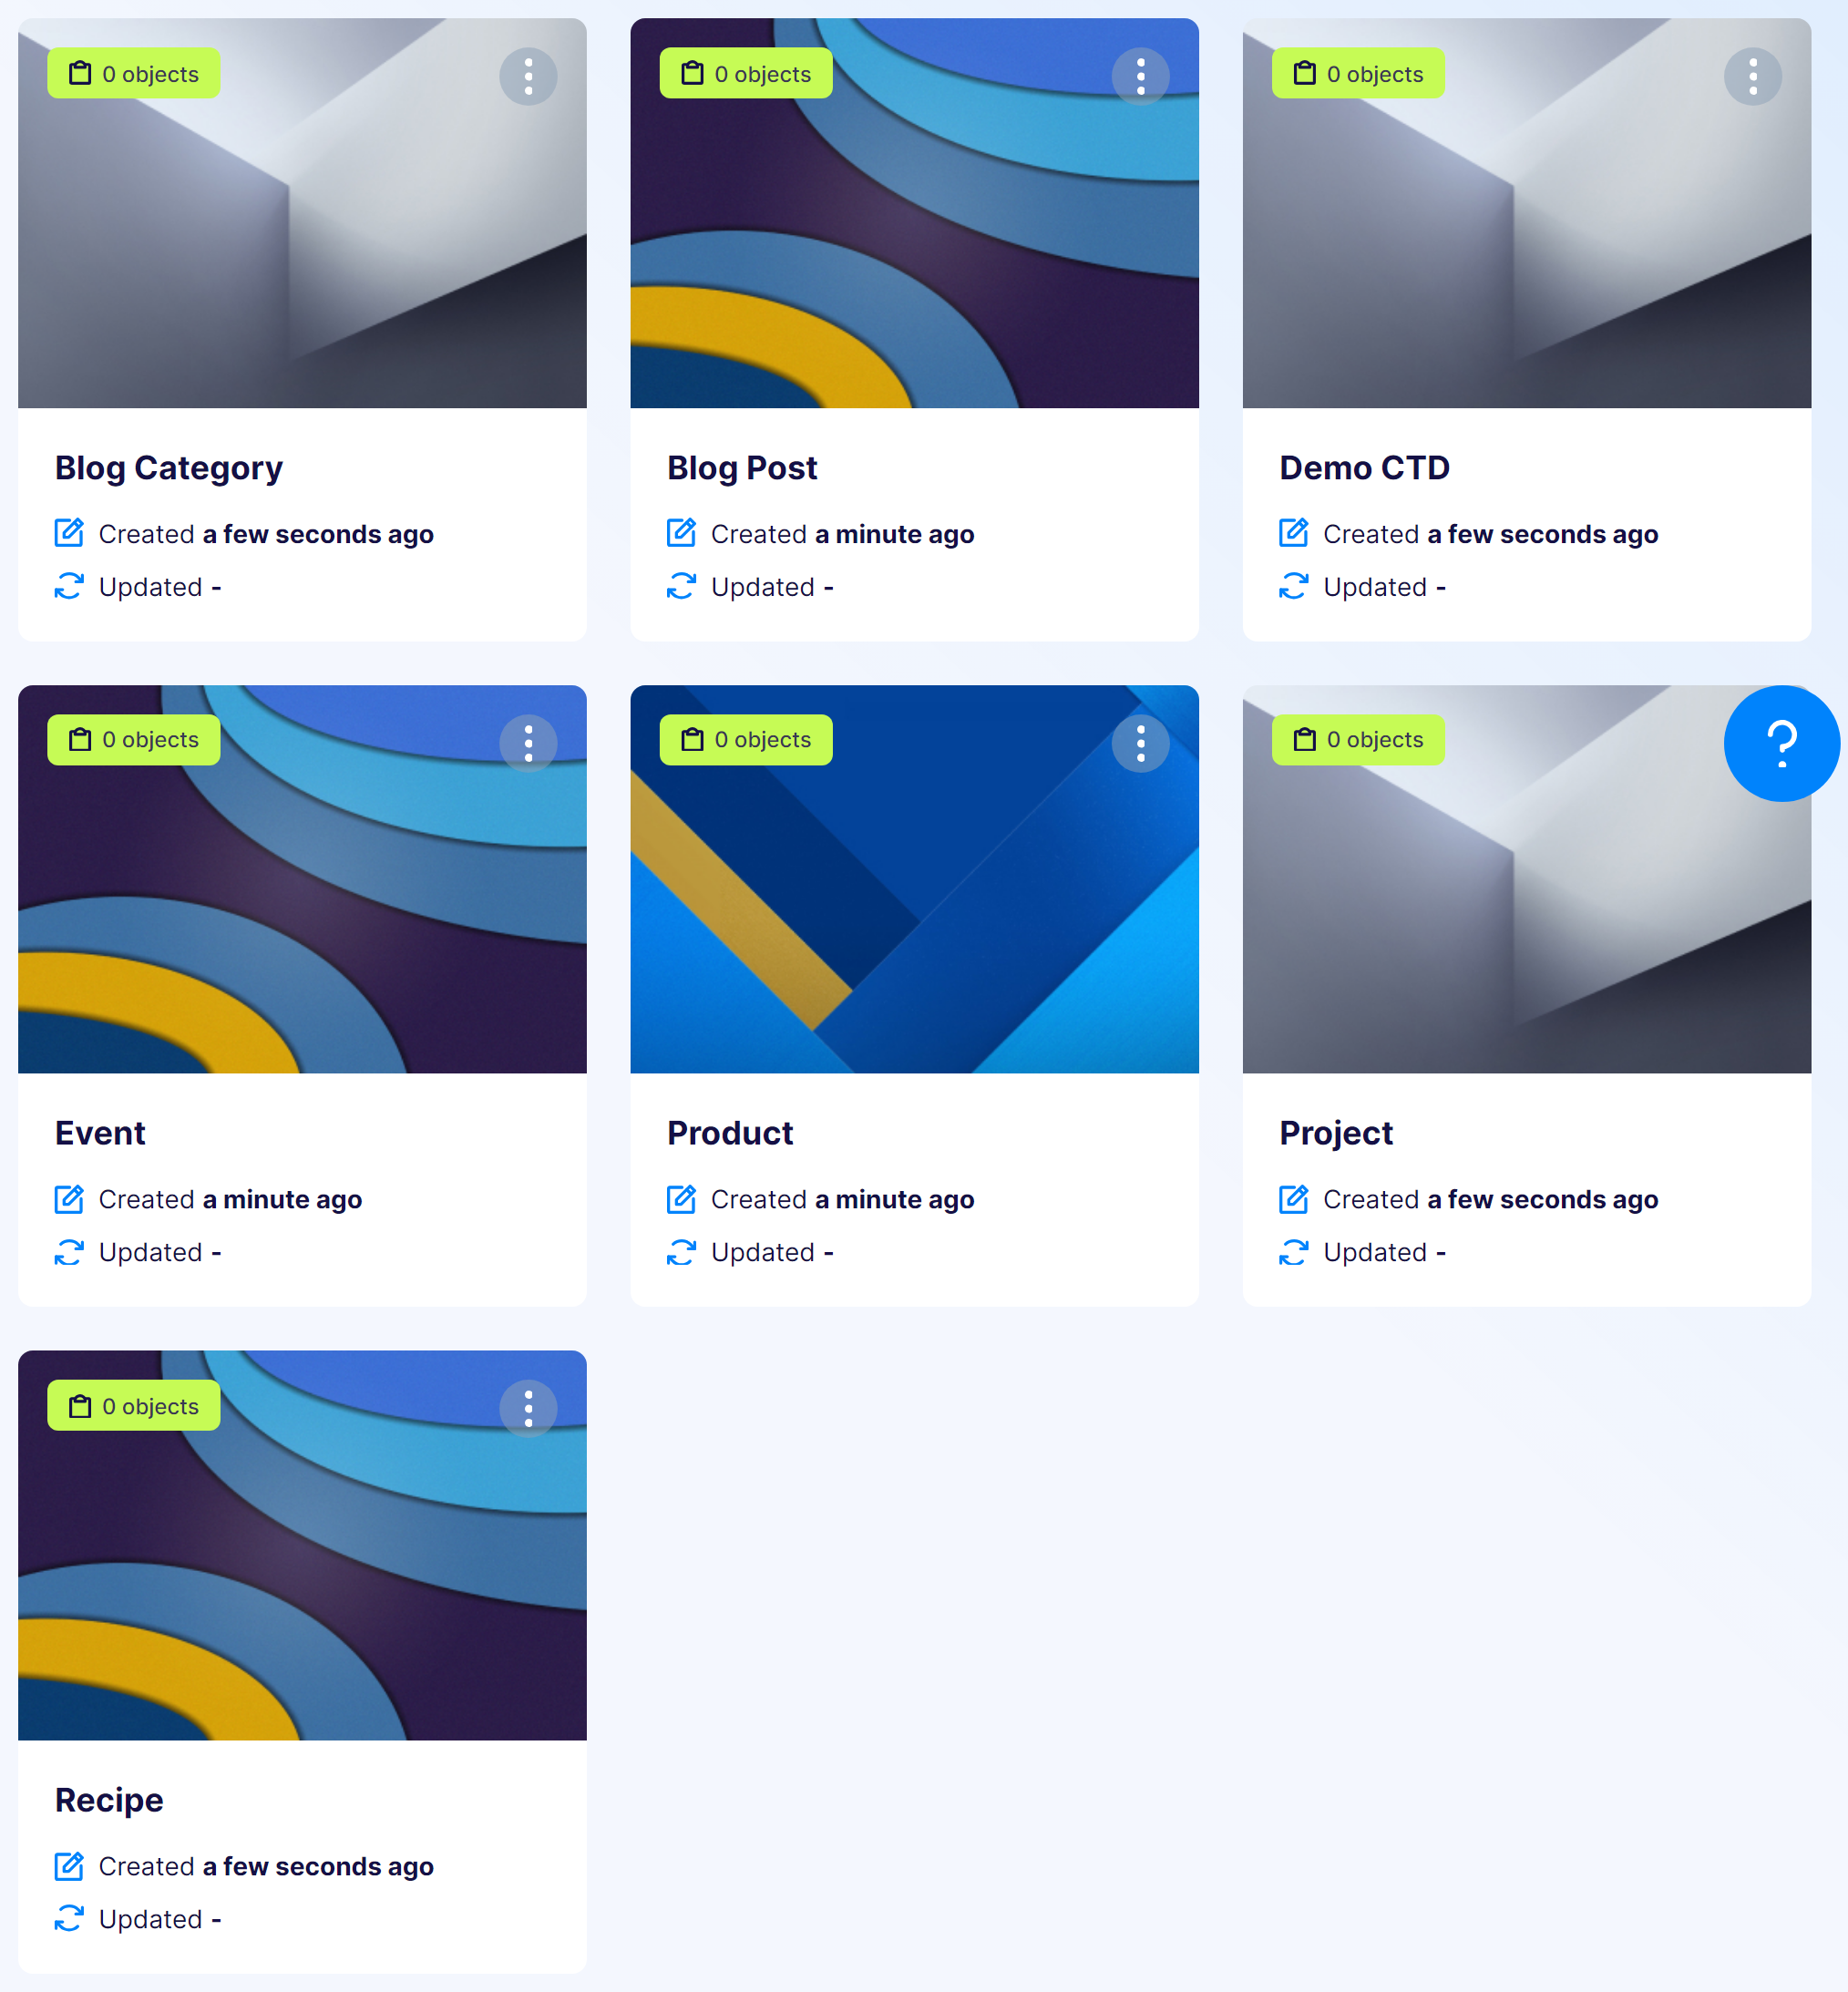 0 objects
0 objects
0 objects
Blog Category
Created a few seconds ago
Updated -
Blog Post
Created a minute ago
Updated -
Demo CTD
Created a few seconds ago
Updated -
0 objects
0 objects
0 objects
?
Event
Created a minute ago
Updated -
Product
Created a minute ago
Updated -
Project
Created a few seconds ago
Updated -
0 objects
Recipe
Created a few seconds ago
Updated -